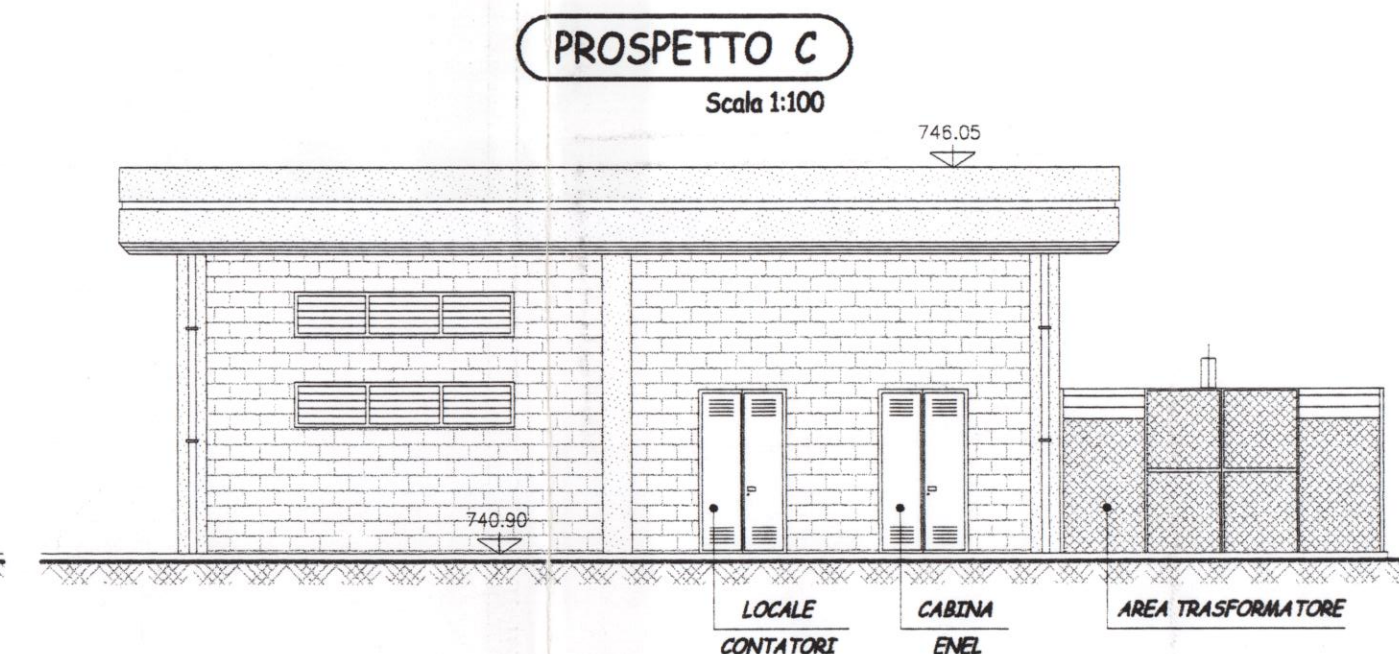 PROSPETTO C
Scala 1:100
746.05
740.90
LOCALE
CONTATORI
CABINA
ENEL
AREA TRASFORMATORE